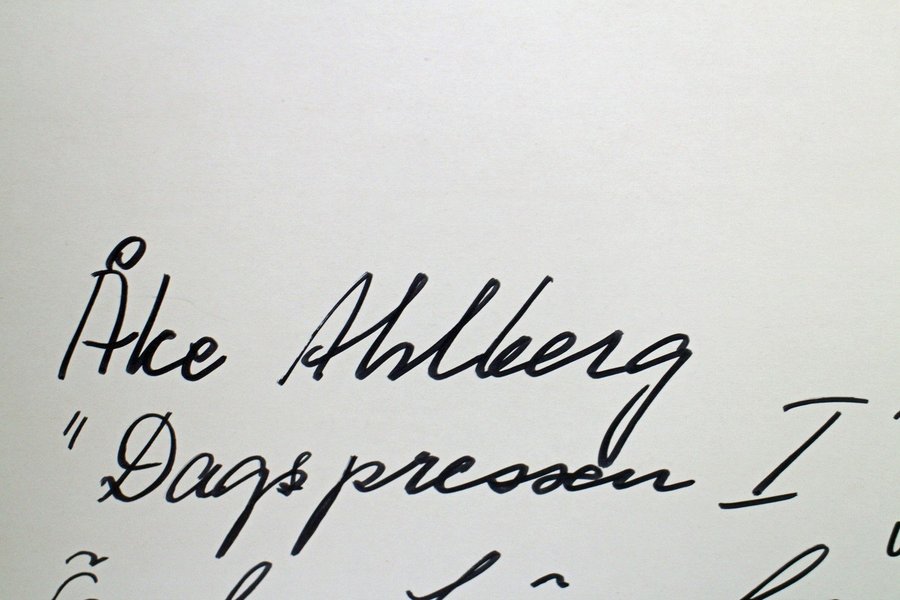 Åke Ahlberg
"Dagspressen I"